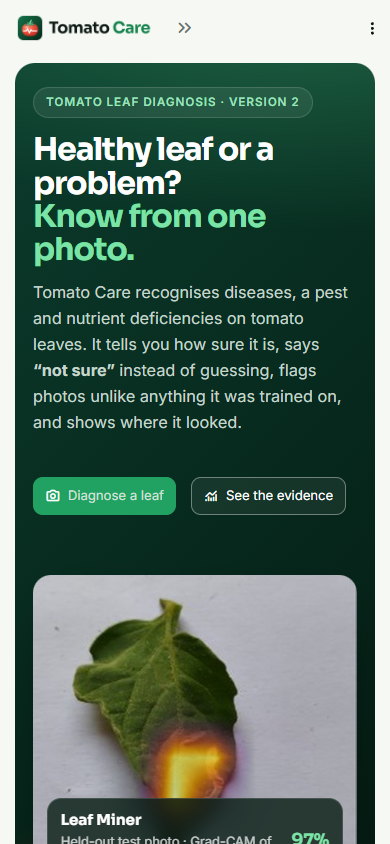 Tomato Care
TOMATO LEAF DIAGNOSIS · VERSION 2
Healthy leaf or a
problem?
Know from one
photo.
Tomato Care recognises diseases, a pest
and nutrient deficiencies on tomato
leaves. It tells you how sure it is, says
“not sure” instead of guessing, flags
photos unlike anything it was trained on,
and shows where it looked.
Diagnose a leaf
See the evidence
Leaf Miner
Held-out test photo · Grad-CAM of
97%